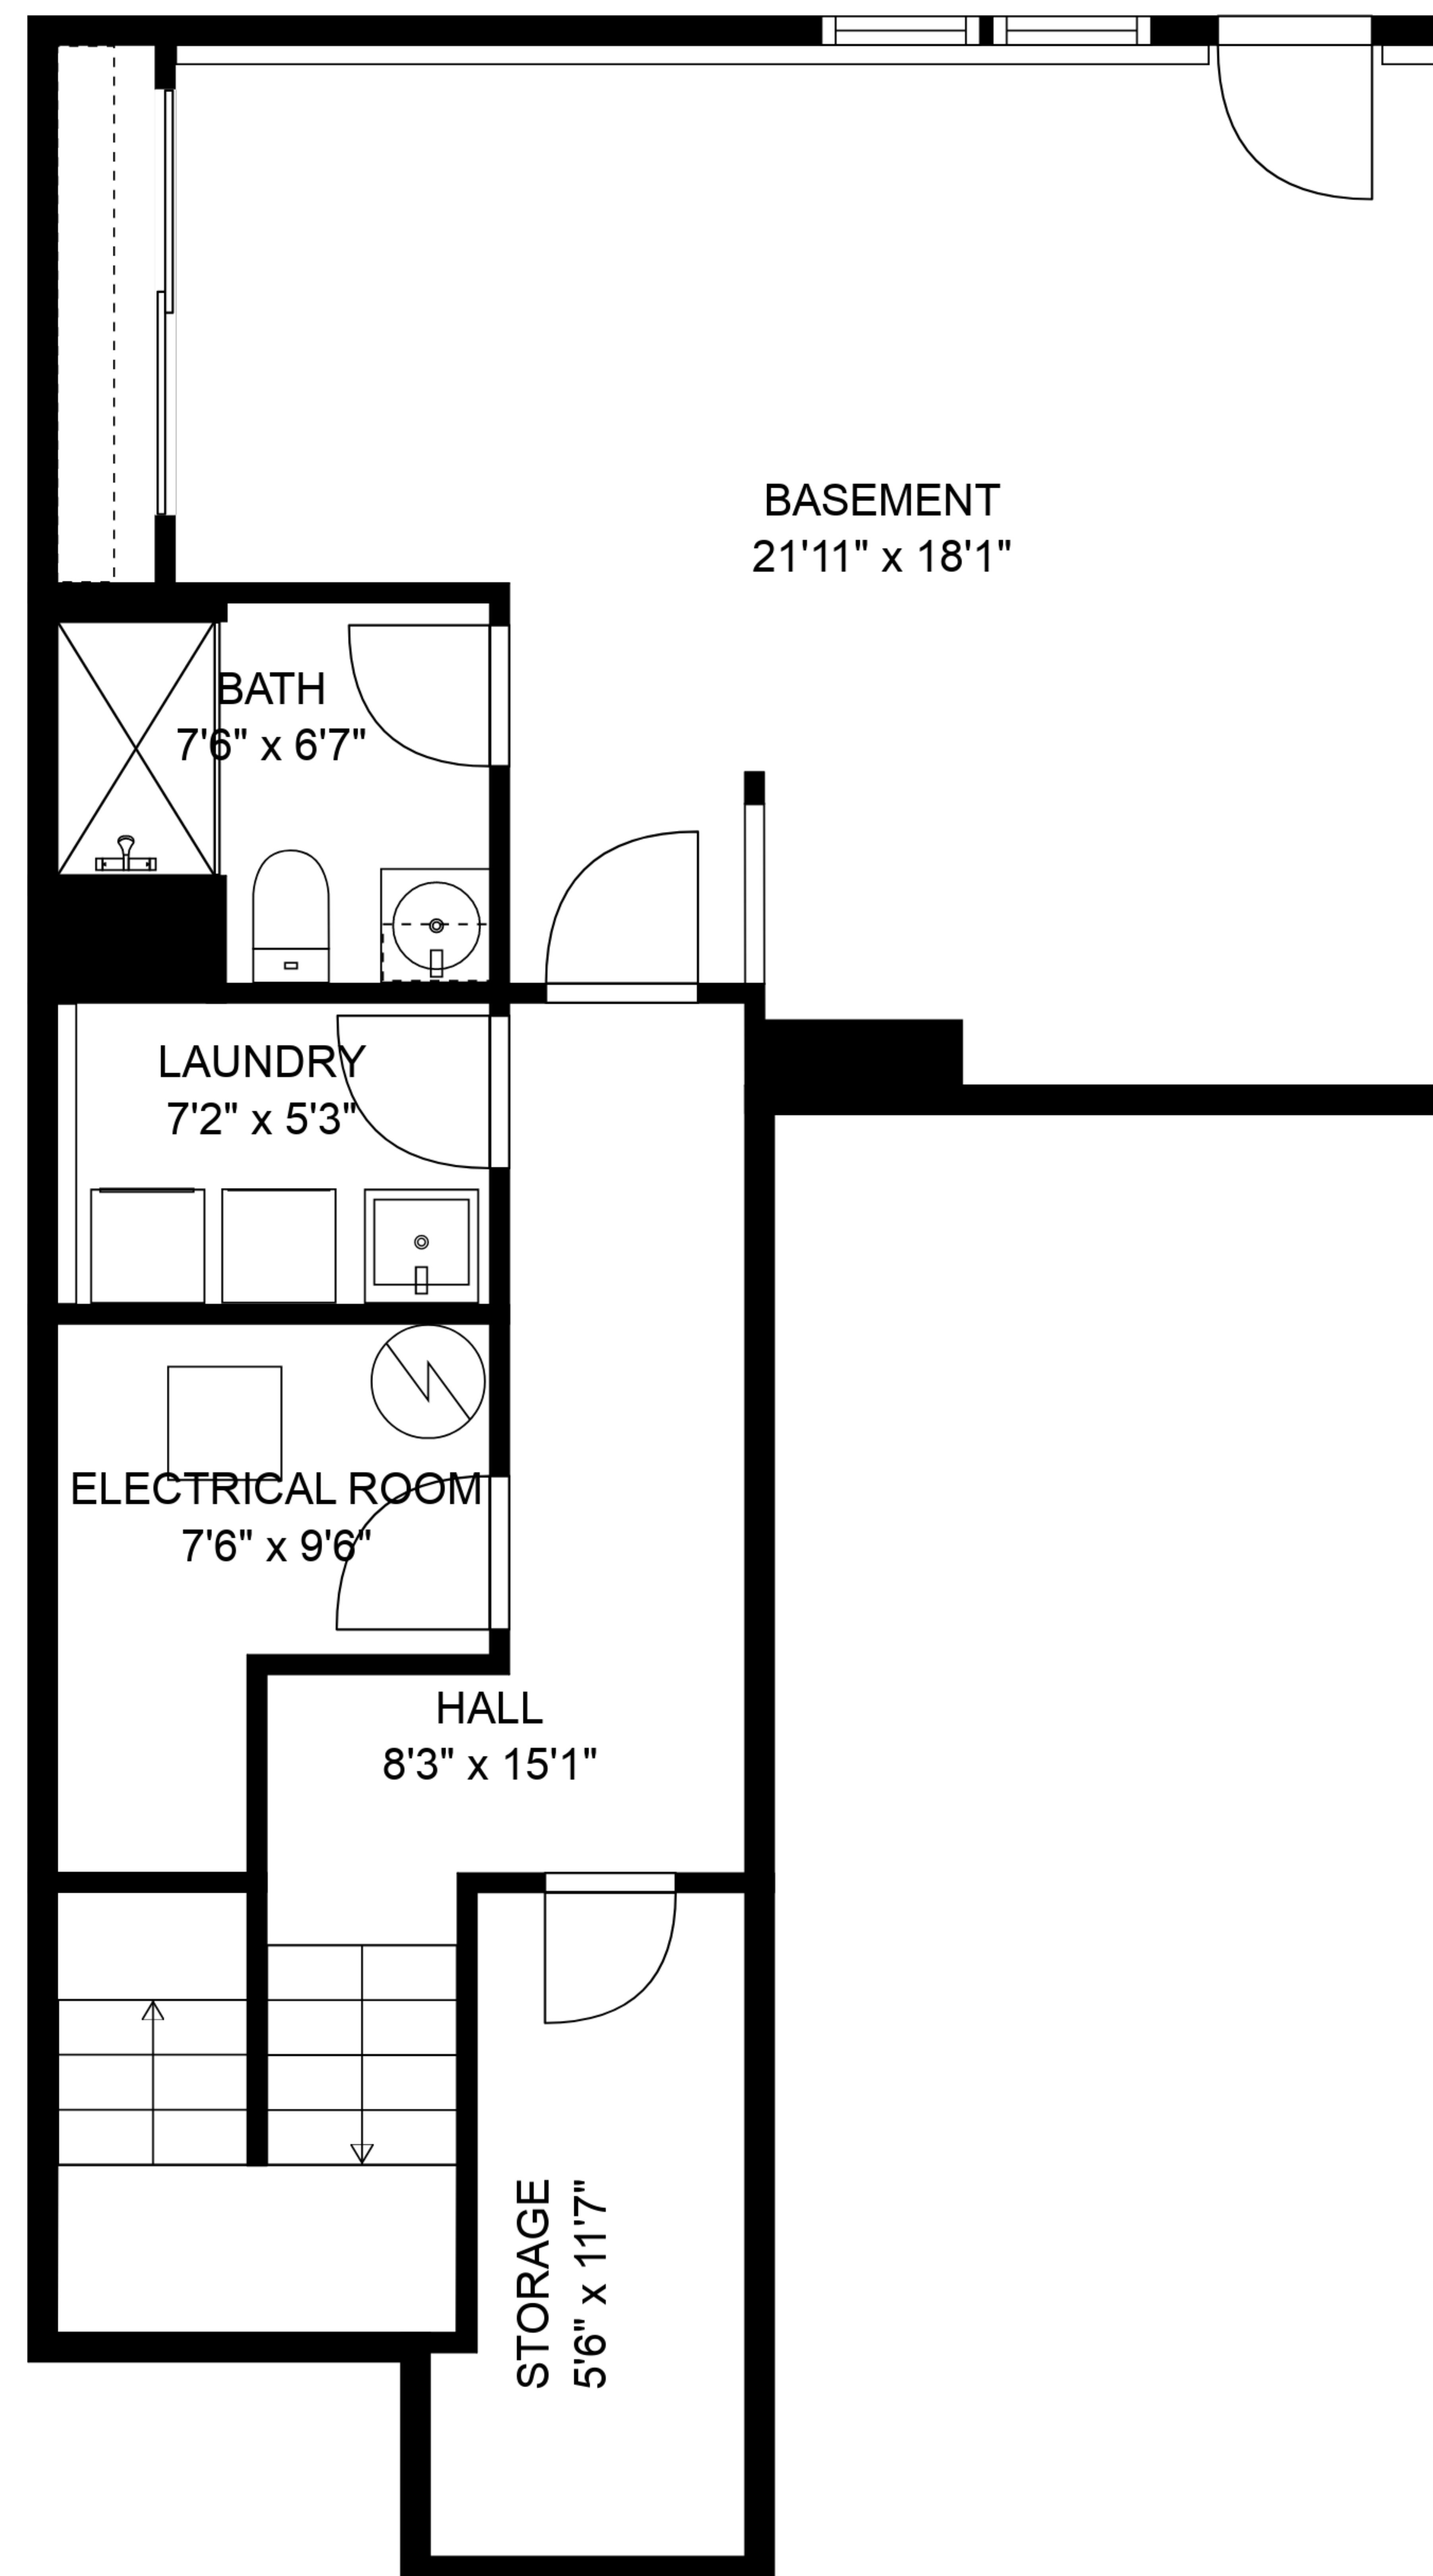 BASEMENT
21'11" x 18'1"
BATH
7'6" x 6'7"
LAUNDRY
7'2" x 5'3"
ELECTRICAL ROOM
7'6" x 9'6"
HALL
8'3" x 15'1"
STORAGE
5'6" x 11'7"